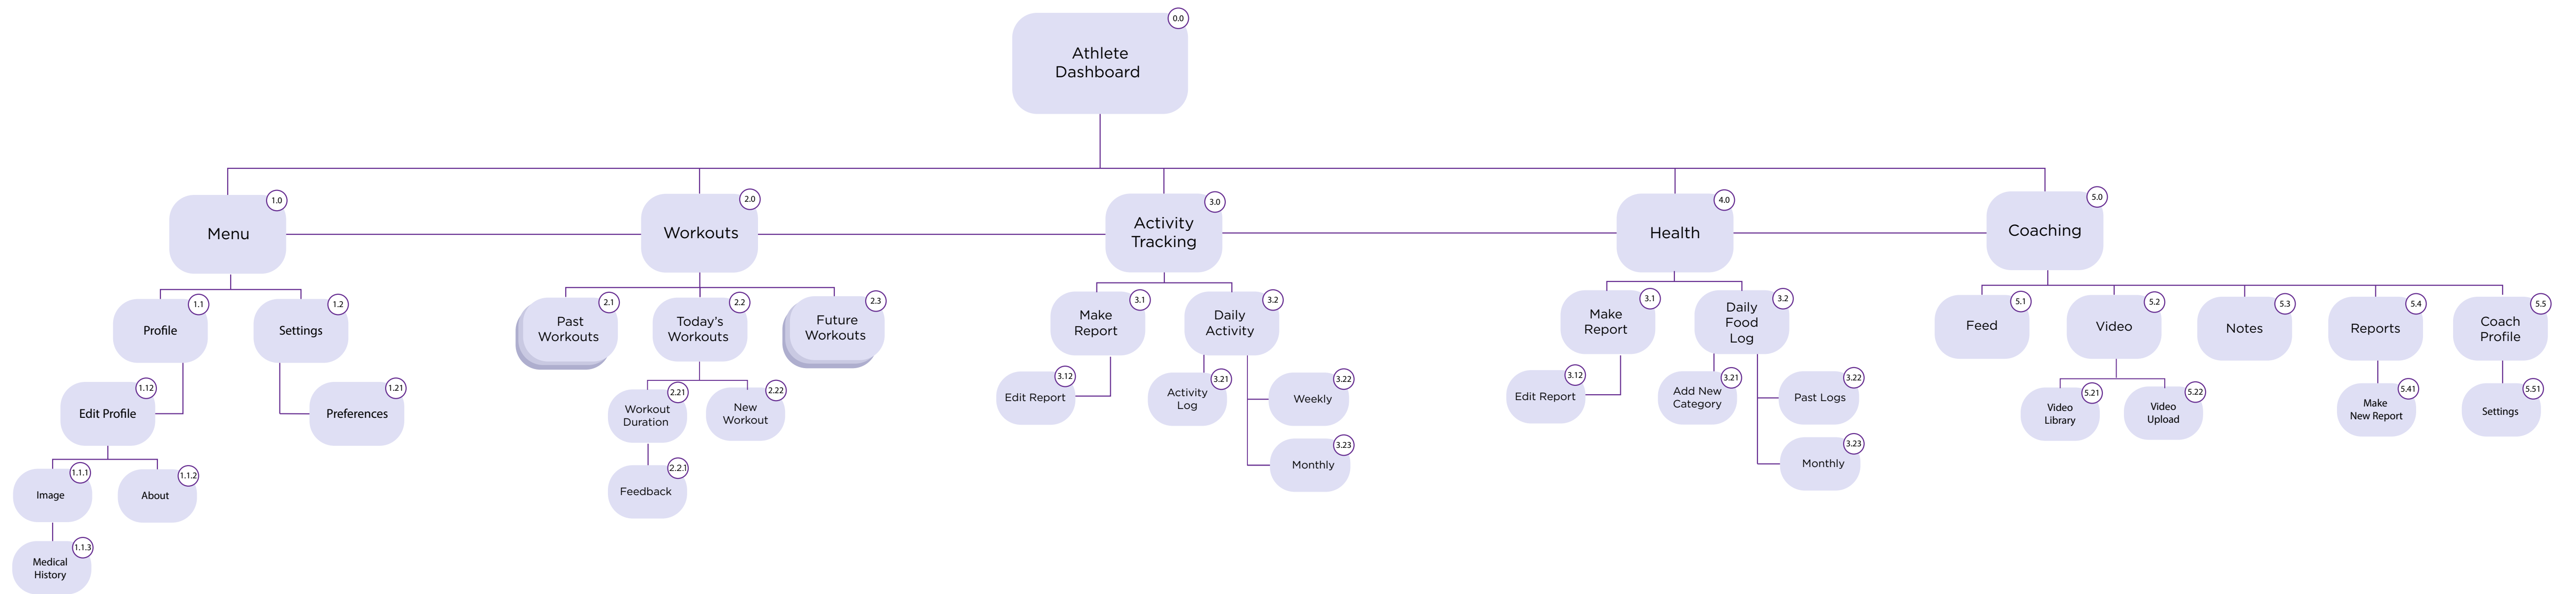 0.0
Athlete
Dashboard
1.0
Menu
2.0
Workouts
3.0
Activity
Tracking
4.0
Health
5.0
Coaching
1.1
Profile
1.2
Settings
1.12
Edit Profile
1.21
Preferences
1.1.1
Image
1.1.2
About
1.1.3
Medical
History
2.1
Past
Workouts
2.2
Today's
Workouts
2.3
Future
Workouts
2.21
Workout
Duration
2.22
New
Workout
2.2.1
Feedback
3.1
Make
Report
3.2
Daily
Activity
3.12
Edit Report
3.21
Activity
Log
3.22
Weekly
3.23
Monthly
3.1
Make
Report
3.2
Daily
Food
Log
3.12
Edit Report
3.21
Add New
Category
3.22
Past Logs
3.23
Monthly
5.1
Feed
5.2
Video
5.3
Notes
5.4
Reports
5.5
Coach
Profile
5.21
Video
Library
5.22
Video
Upload
5.41
Make
New Report
5.51
Settings